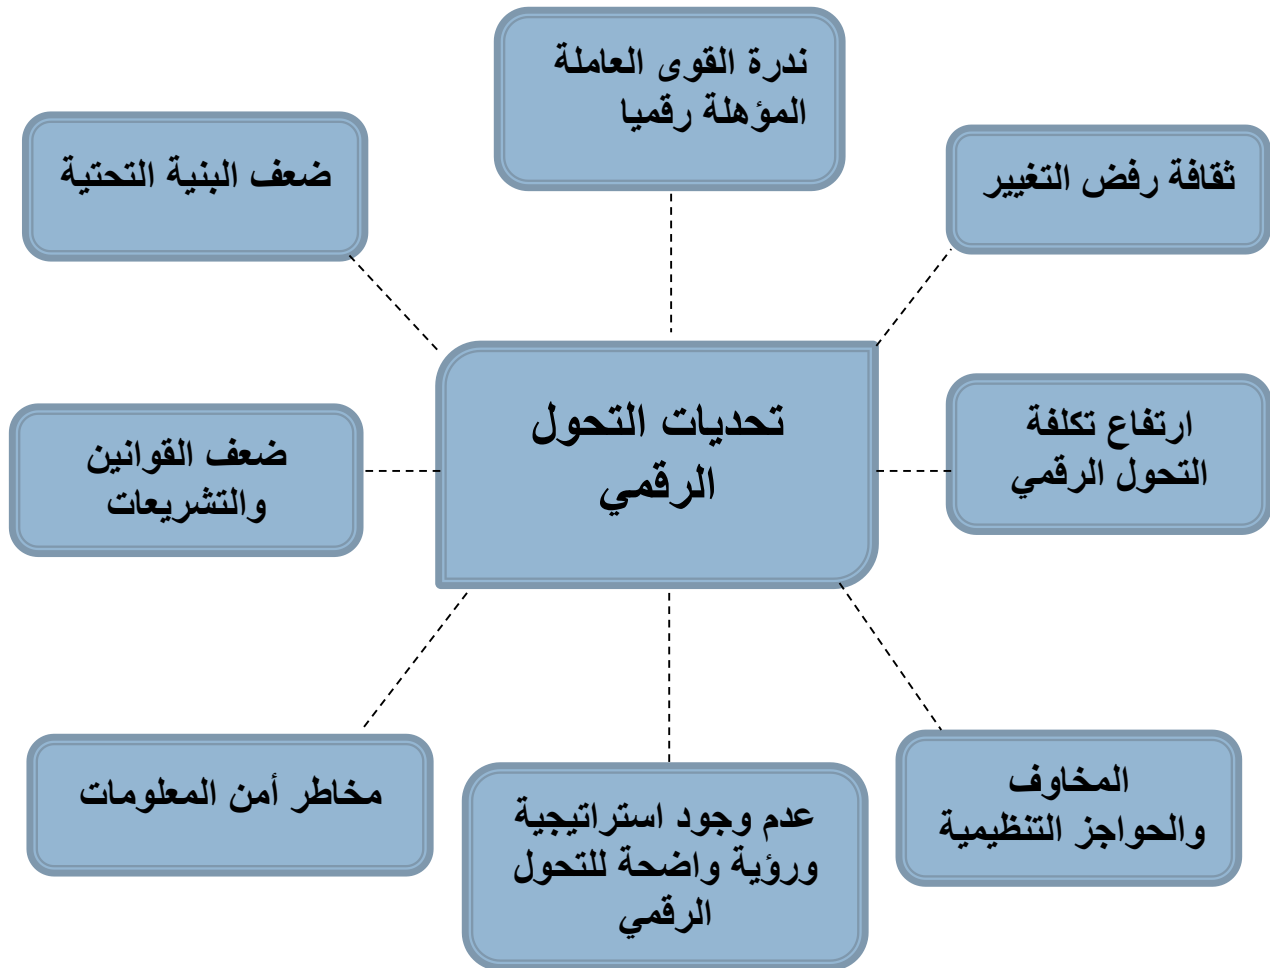 ندرة القوى العاملة
المؤهلة رقميا
ثقافة رفض التغيير
ضعف البنية التحتية
تحديات التحول
الرقمي
ارتفاع تكلفة
التحول الرقمي
ضعف القوانين
والتشريعات
المخاوف
والحواجز التنظيمية
عدم وجود استراتيجية
ورؤية واضحة للتحول
الرقمي
مخاطر أمن المعلومات